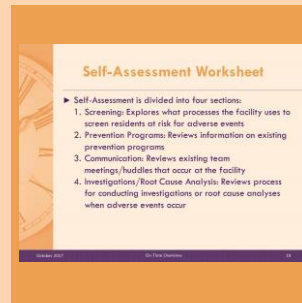 Self-Assessment Worksheet
► Self-Assessment is divided into four sections:
1. Screening: Explores what processes the facility uses to
screen residents at risk for adverse events
2. Prevention Programs: Reviews information on existing
prevention programs
3. Communication: Reviews existing team
meetings/huddles that occur at the facility
4. Investigations/Root Cause Analysis: Reviews process
for conducting investigations or root cause analyses
when adverse events occur
October 2017
On-Time Overview